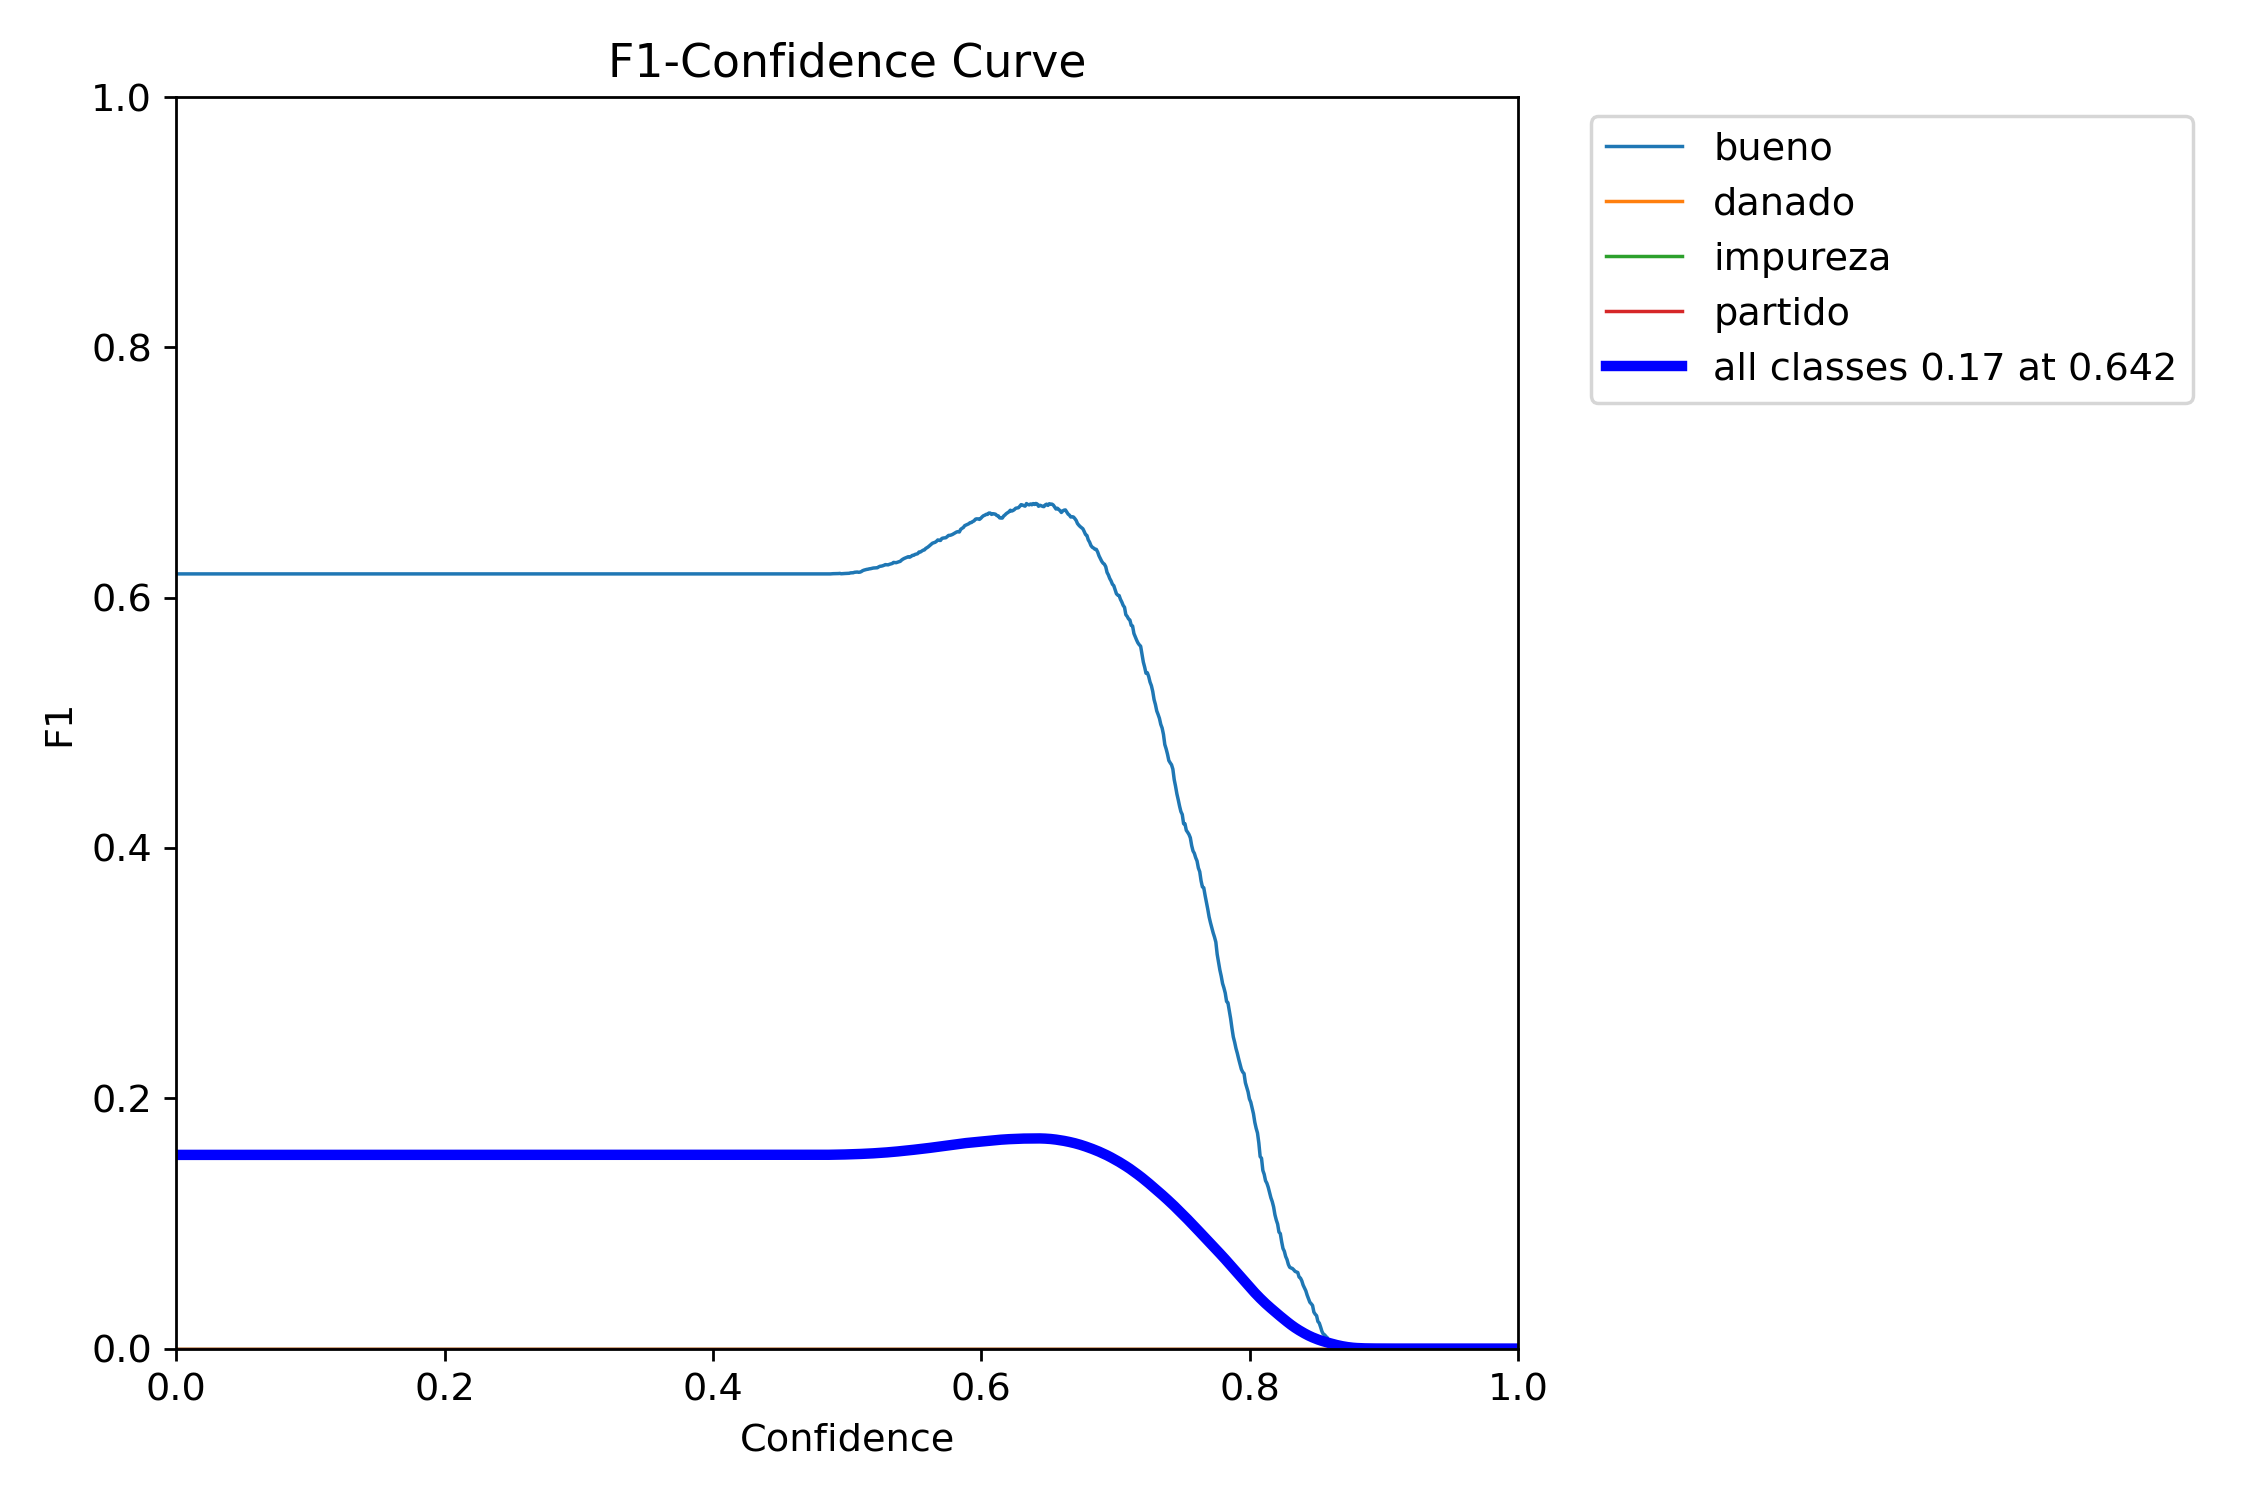 F1-Confidence Curve
1.0
0.8
0.6
0.4
0.2
0.0
F1
0.0 0.2 0.4 0.6 0.8 1.0
Confidence
bueno
danado
impureza
partido
all classes 0.17 at 0.642